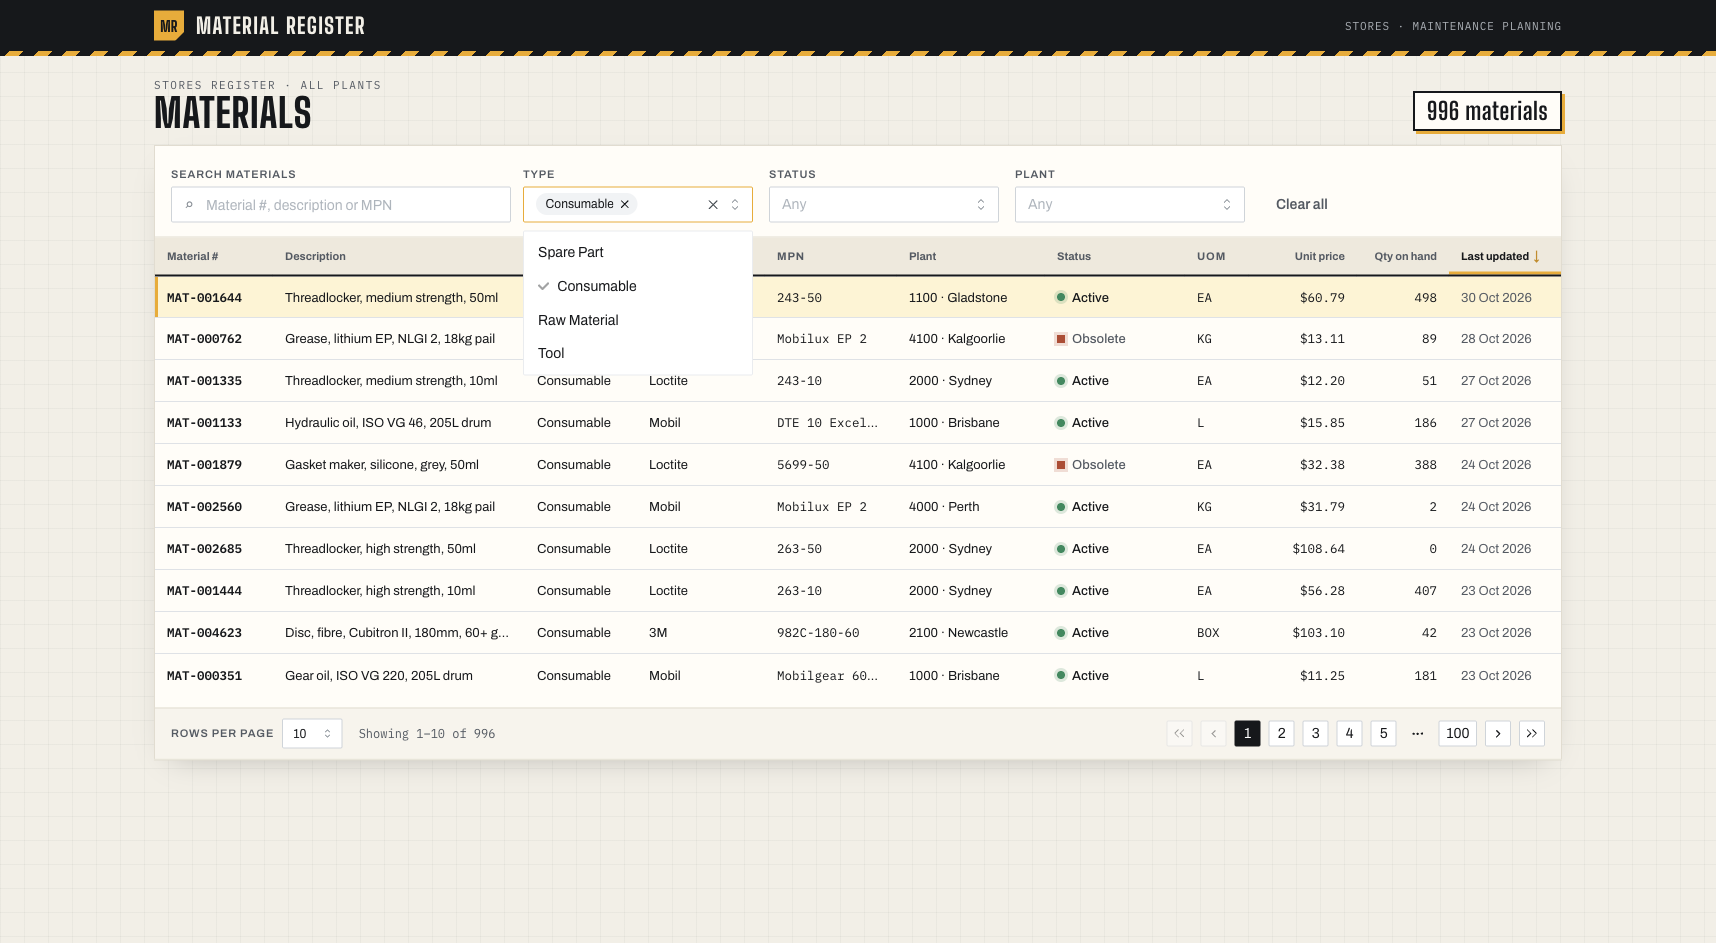 MR MATERIAL REGISTER STORES · MAINTENANCE PLANNING
STORES REGISTER · ALL PLANTS
MATERIALS
996 materials
SEARCH MATERIALS TYPE STATUS PLANT
Material #, description or MPN Consumable Any Any Clear all
Spare Part
Consumable
Raw Material
Tool
Material # Description MPN Plant Status UOM Unit price Qty on hand Last updated ↓
MAT-001644 Threadlocker, medium strength, 50ml 243-50 1100 · Gladstone Active EA $60.79 498 30 Oct 2026
MAT-000762 Grease, lithium EP, NLGI 2, 18kg pail Mobilux EP 2 4100 · Kalgoorlie Obsolete KG $13.11 89 28 Oct 2026
MAT-001335 Threadlocker, medium strength, 10ml Consumable Loctite 243-10 2000 · Sydney Active EA $12.20 51 27 Oct 2026
MAT-001133 Hydraulic oil, ISO VG 46, 205L drum Consumable Mobil DTE 10 Excel… 1000 · Brisbane Active L $15.85 186 27 Oct 2026
MAT-001879 Gasket maker, silicone, grey, 50ml Consumable Loctite 5699-50 4100 · Kalgoorlie Obsolete EA $32.38 388 24 Oct 2026
MAT-002560 Grease, lithium EP, NLGI 2, 18kg pail Consumable Mobil Mobilux EP 2 4000 · Perth Active KG $31.79 2 24 Oct 2026
MAT-002685 Threadlocker, high strength, 50ml Consumable Loctite 263-50 2000 · Sydney Active EA $108.64 0 24 Oct 2026
MAT-001444 Threadlocker, high strength, 10ml Consumable Loctite 263-10 2000 · Sydney Active EA $56.28 407 23 Oct 2026
MAT-004623 Disc, fibre, Cubitron II, 180mm, 60+ g… Consumable 3M 982C-180-60 2100 · Newcastle Active BOX $103.10 42 23 Oct 2026
MAT-000351 Gear oil, ISO VG 220, 205L drum Consumable Mobil Mobilgear 60… 1000 · Brisbane Active L $11.25 181 23 Oct 2026
ROWS PER PAGE 10 Showing 1–10 of 996 1 2 3 4 5 ··· 100